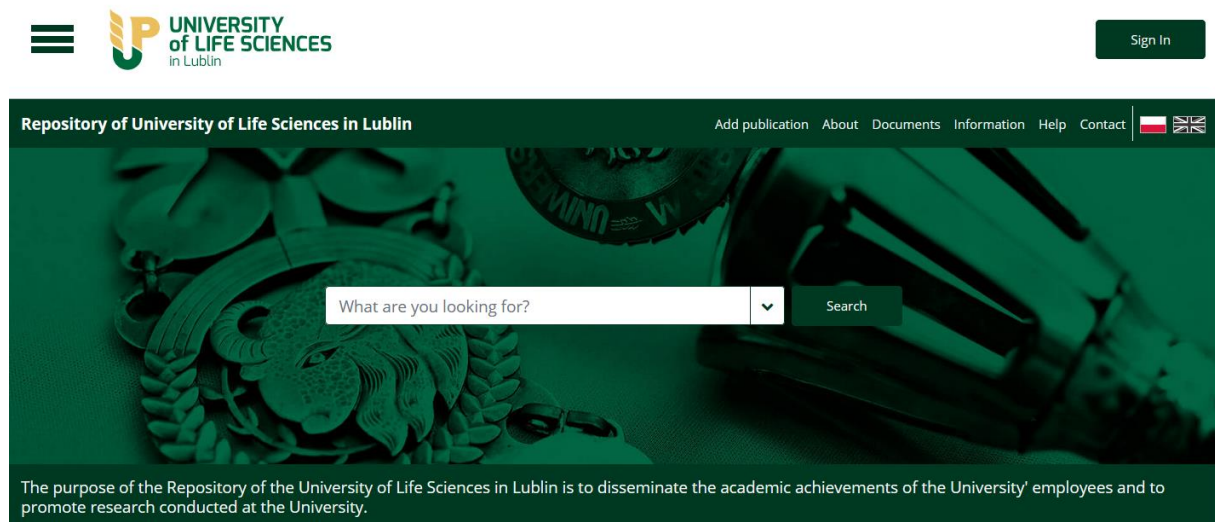 UNIVERSITY
of LIFE SCIENCES
in Lublin
Sign In
Repository of University of Life Sciences in Lublin
Add publication About Documents Information Help Contact
UNIW
What are you looking for?
Search
The purpose of the Repository of the University of Life Sciences in Lublin is to disseminate the academic achievements of the University' employees and to
promote research conducted at the University.